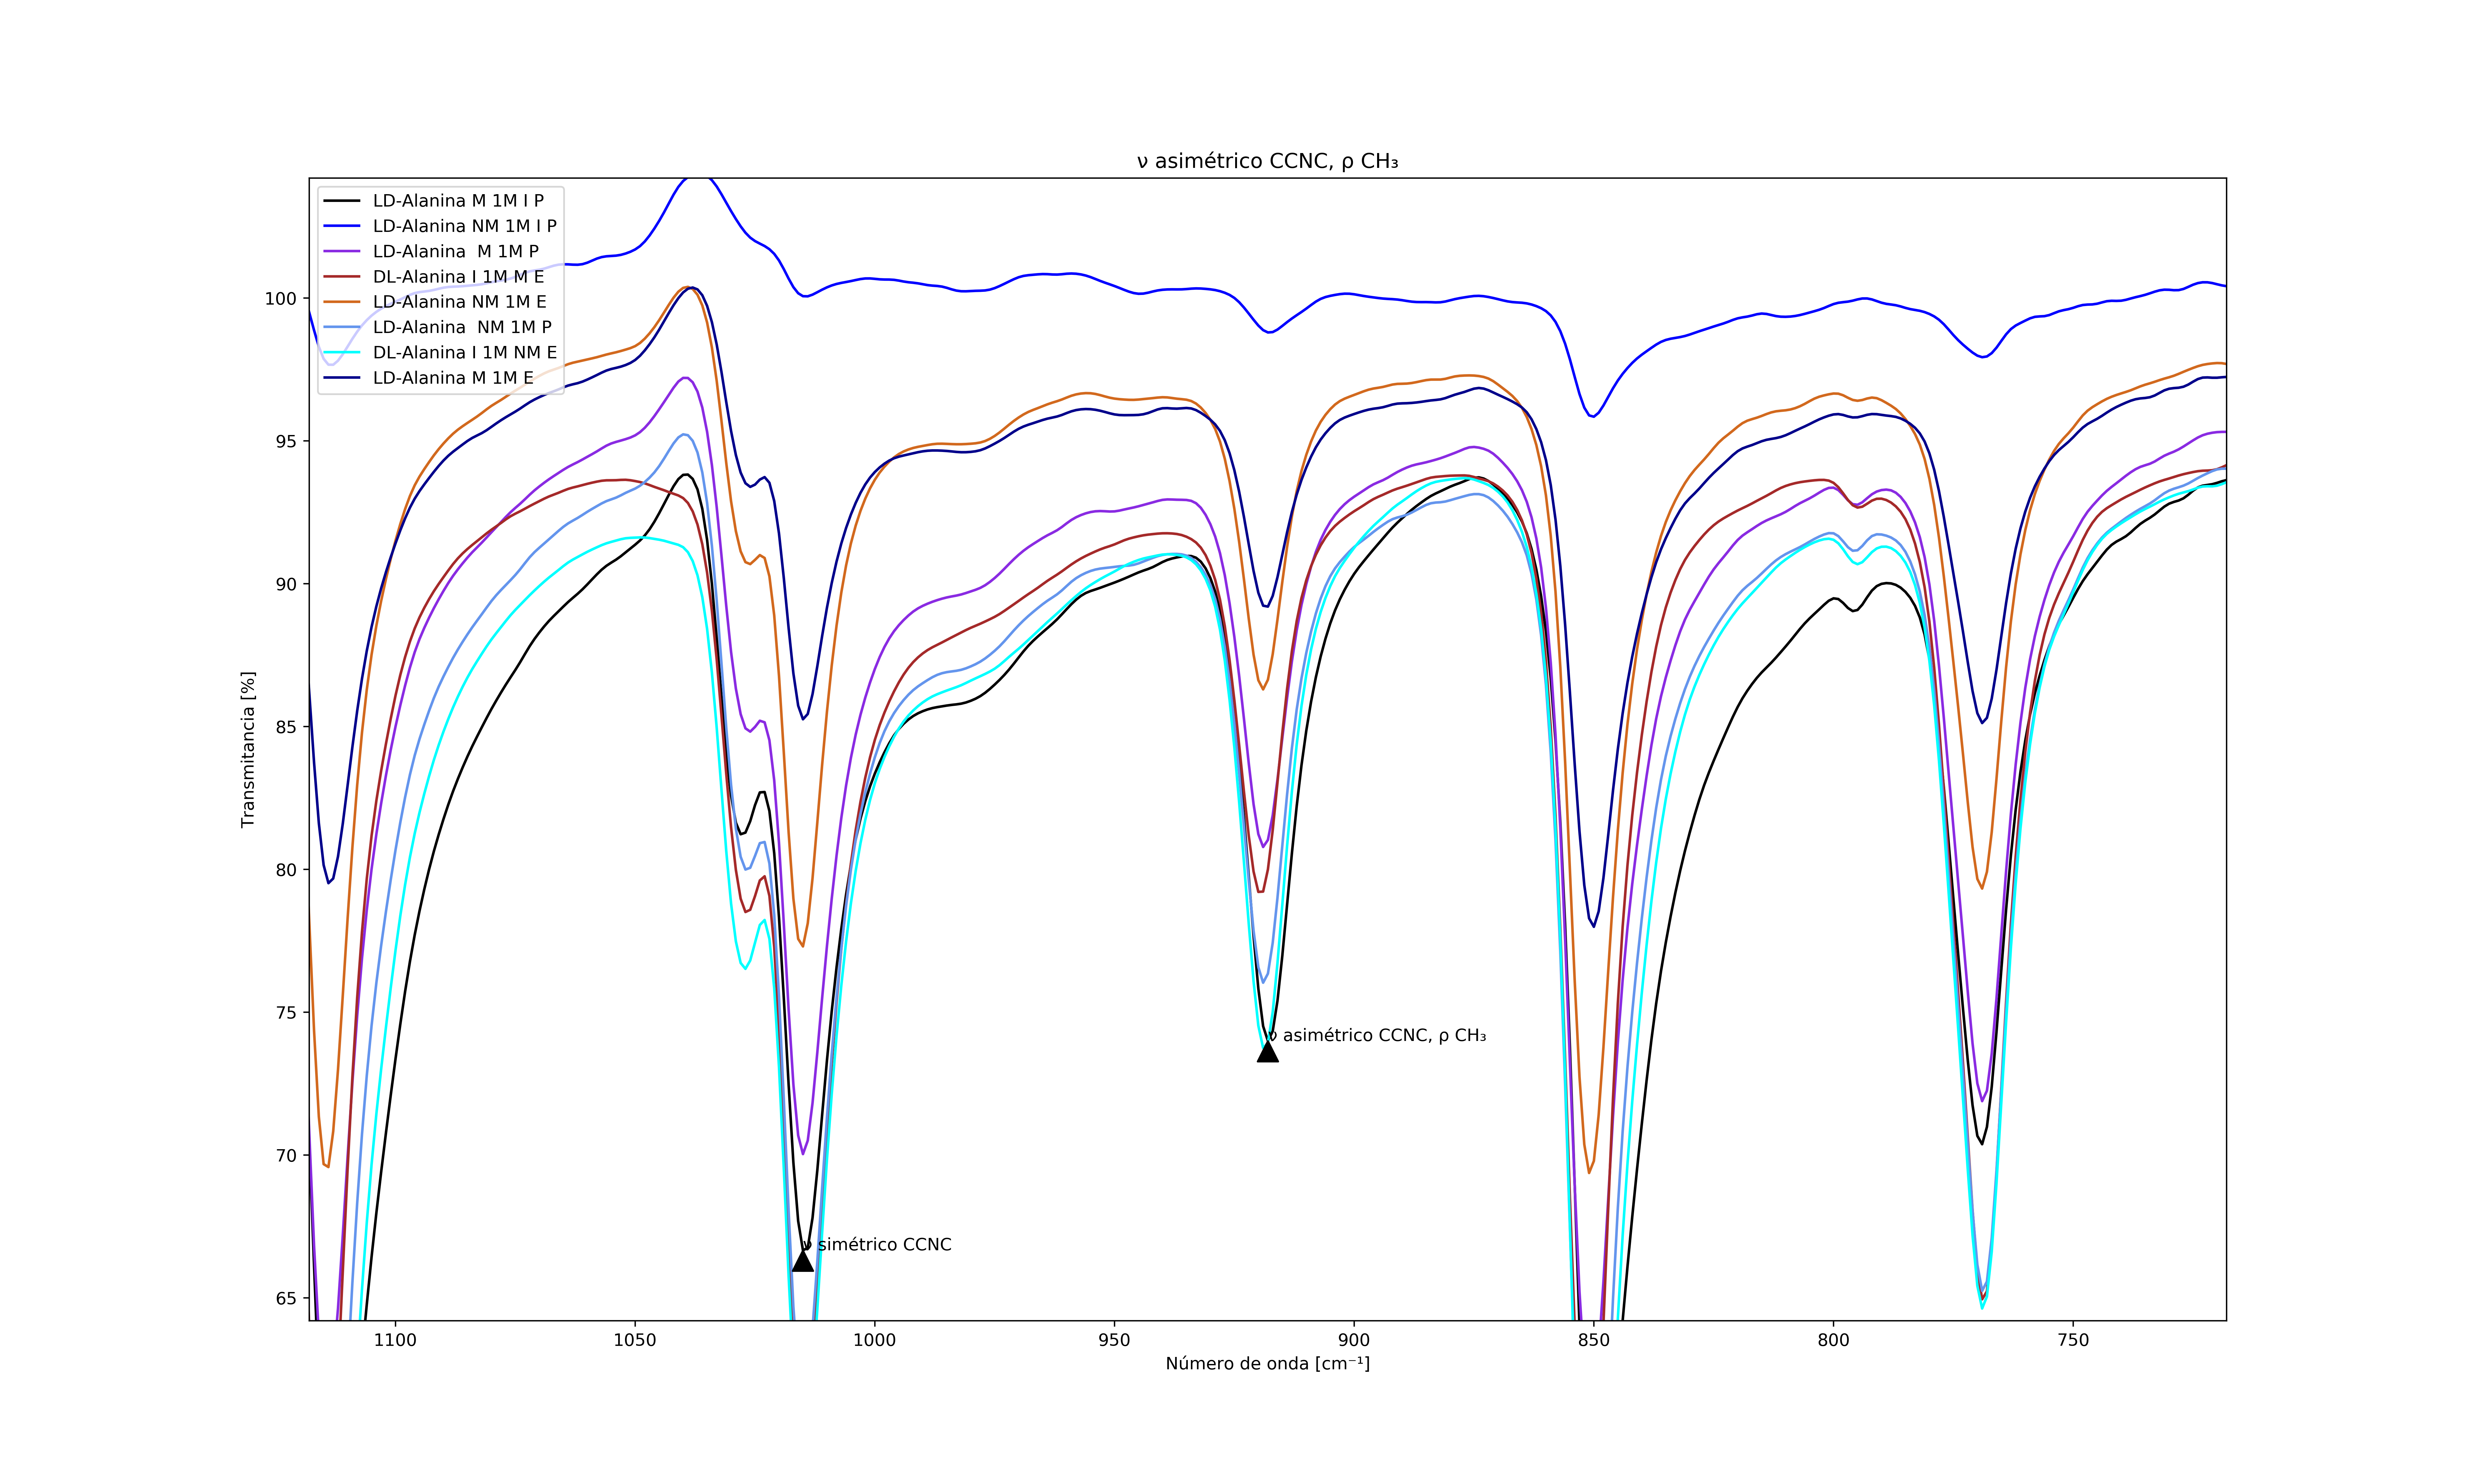 ν asimétrico CCNC, ρ CH₃
LD-Alanina M 1M I P
LD-Alanina NM 1M I P
LD-Alanina  M 1M P
DL-Alanina I 1M M E
LD-Alanina NM 1M E
LD-Alanina  NM 1M P
DL-Alanina I 1M NM E
LD-Alanina M 1M E
100
95
90
85
80
75
70
65
Transmitancia [%]
ν asimétrico CCNC, ρ CH₃
ν simétrico CCNC
1100 1050 1000 950 900 850 800 750
Número de onda [cm⁻¹]